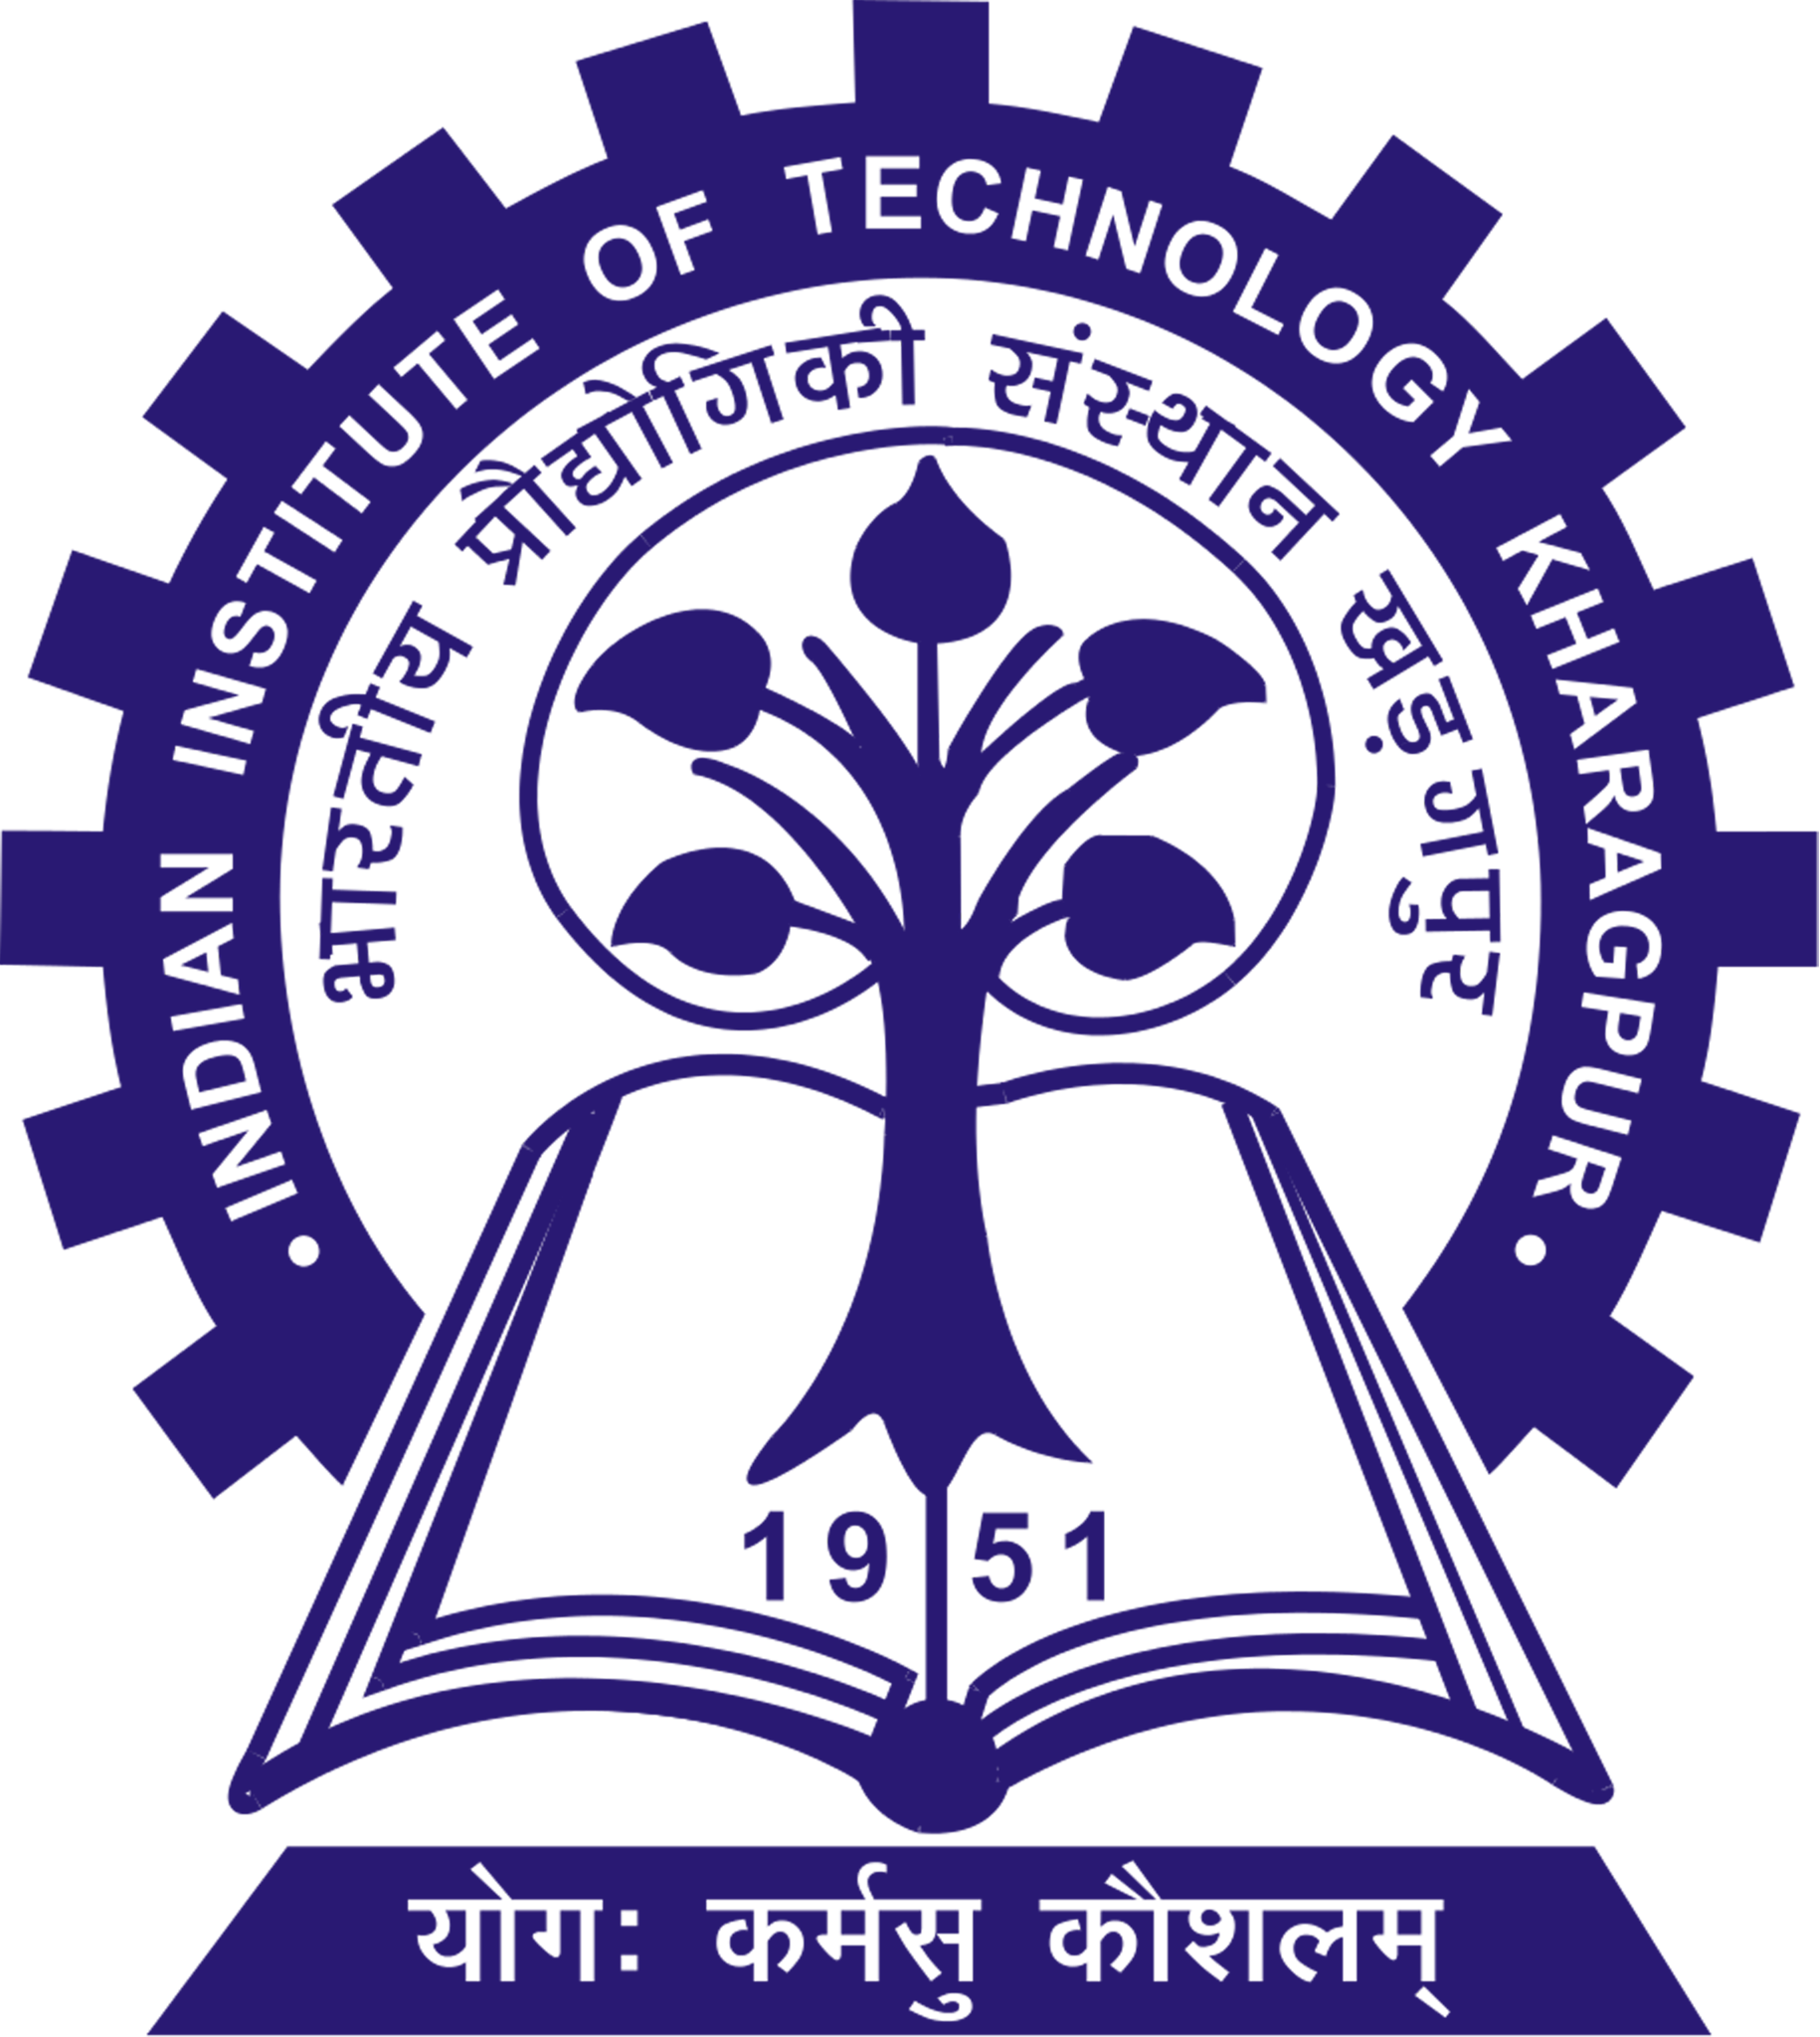 • INDIAN INSTITUTE OF TECHNOLOGY KHARAGPUR •
भारतीय प्रौद्योगिकी संस्थान खड़गपुर
1951
योगः कर्मसु कौशलम्